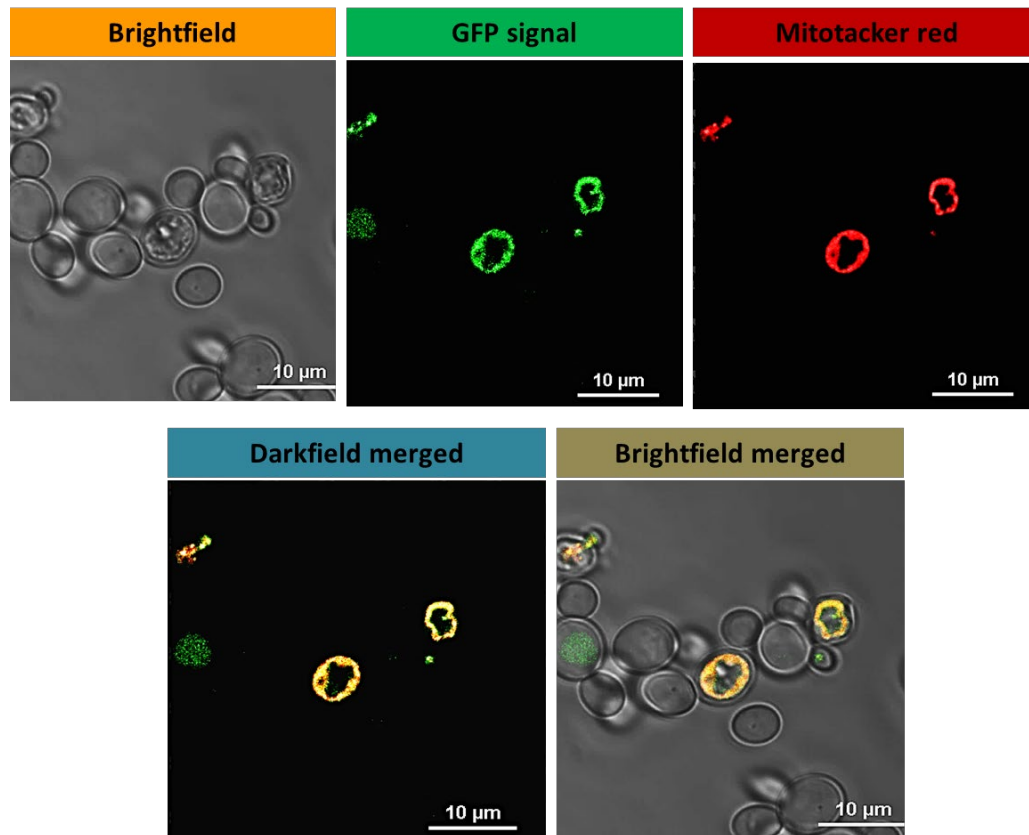 Brightfield
GFP signal
Mitotacker red
10 µm
10 µm
10 µm
Darkfield merged
Brightfield merged
10 µm
10 µm